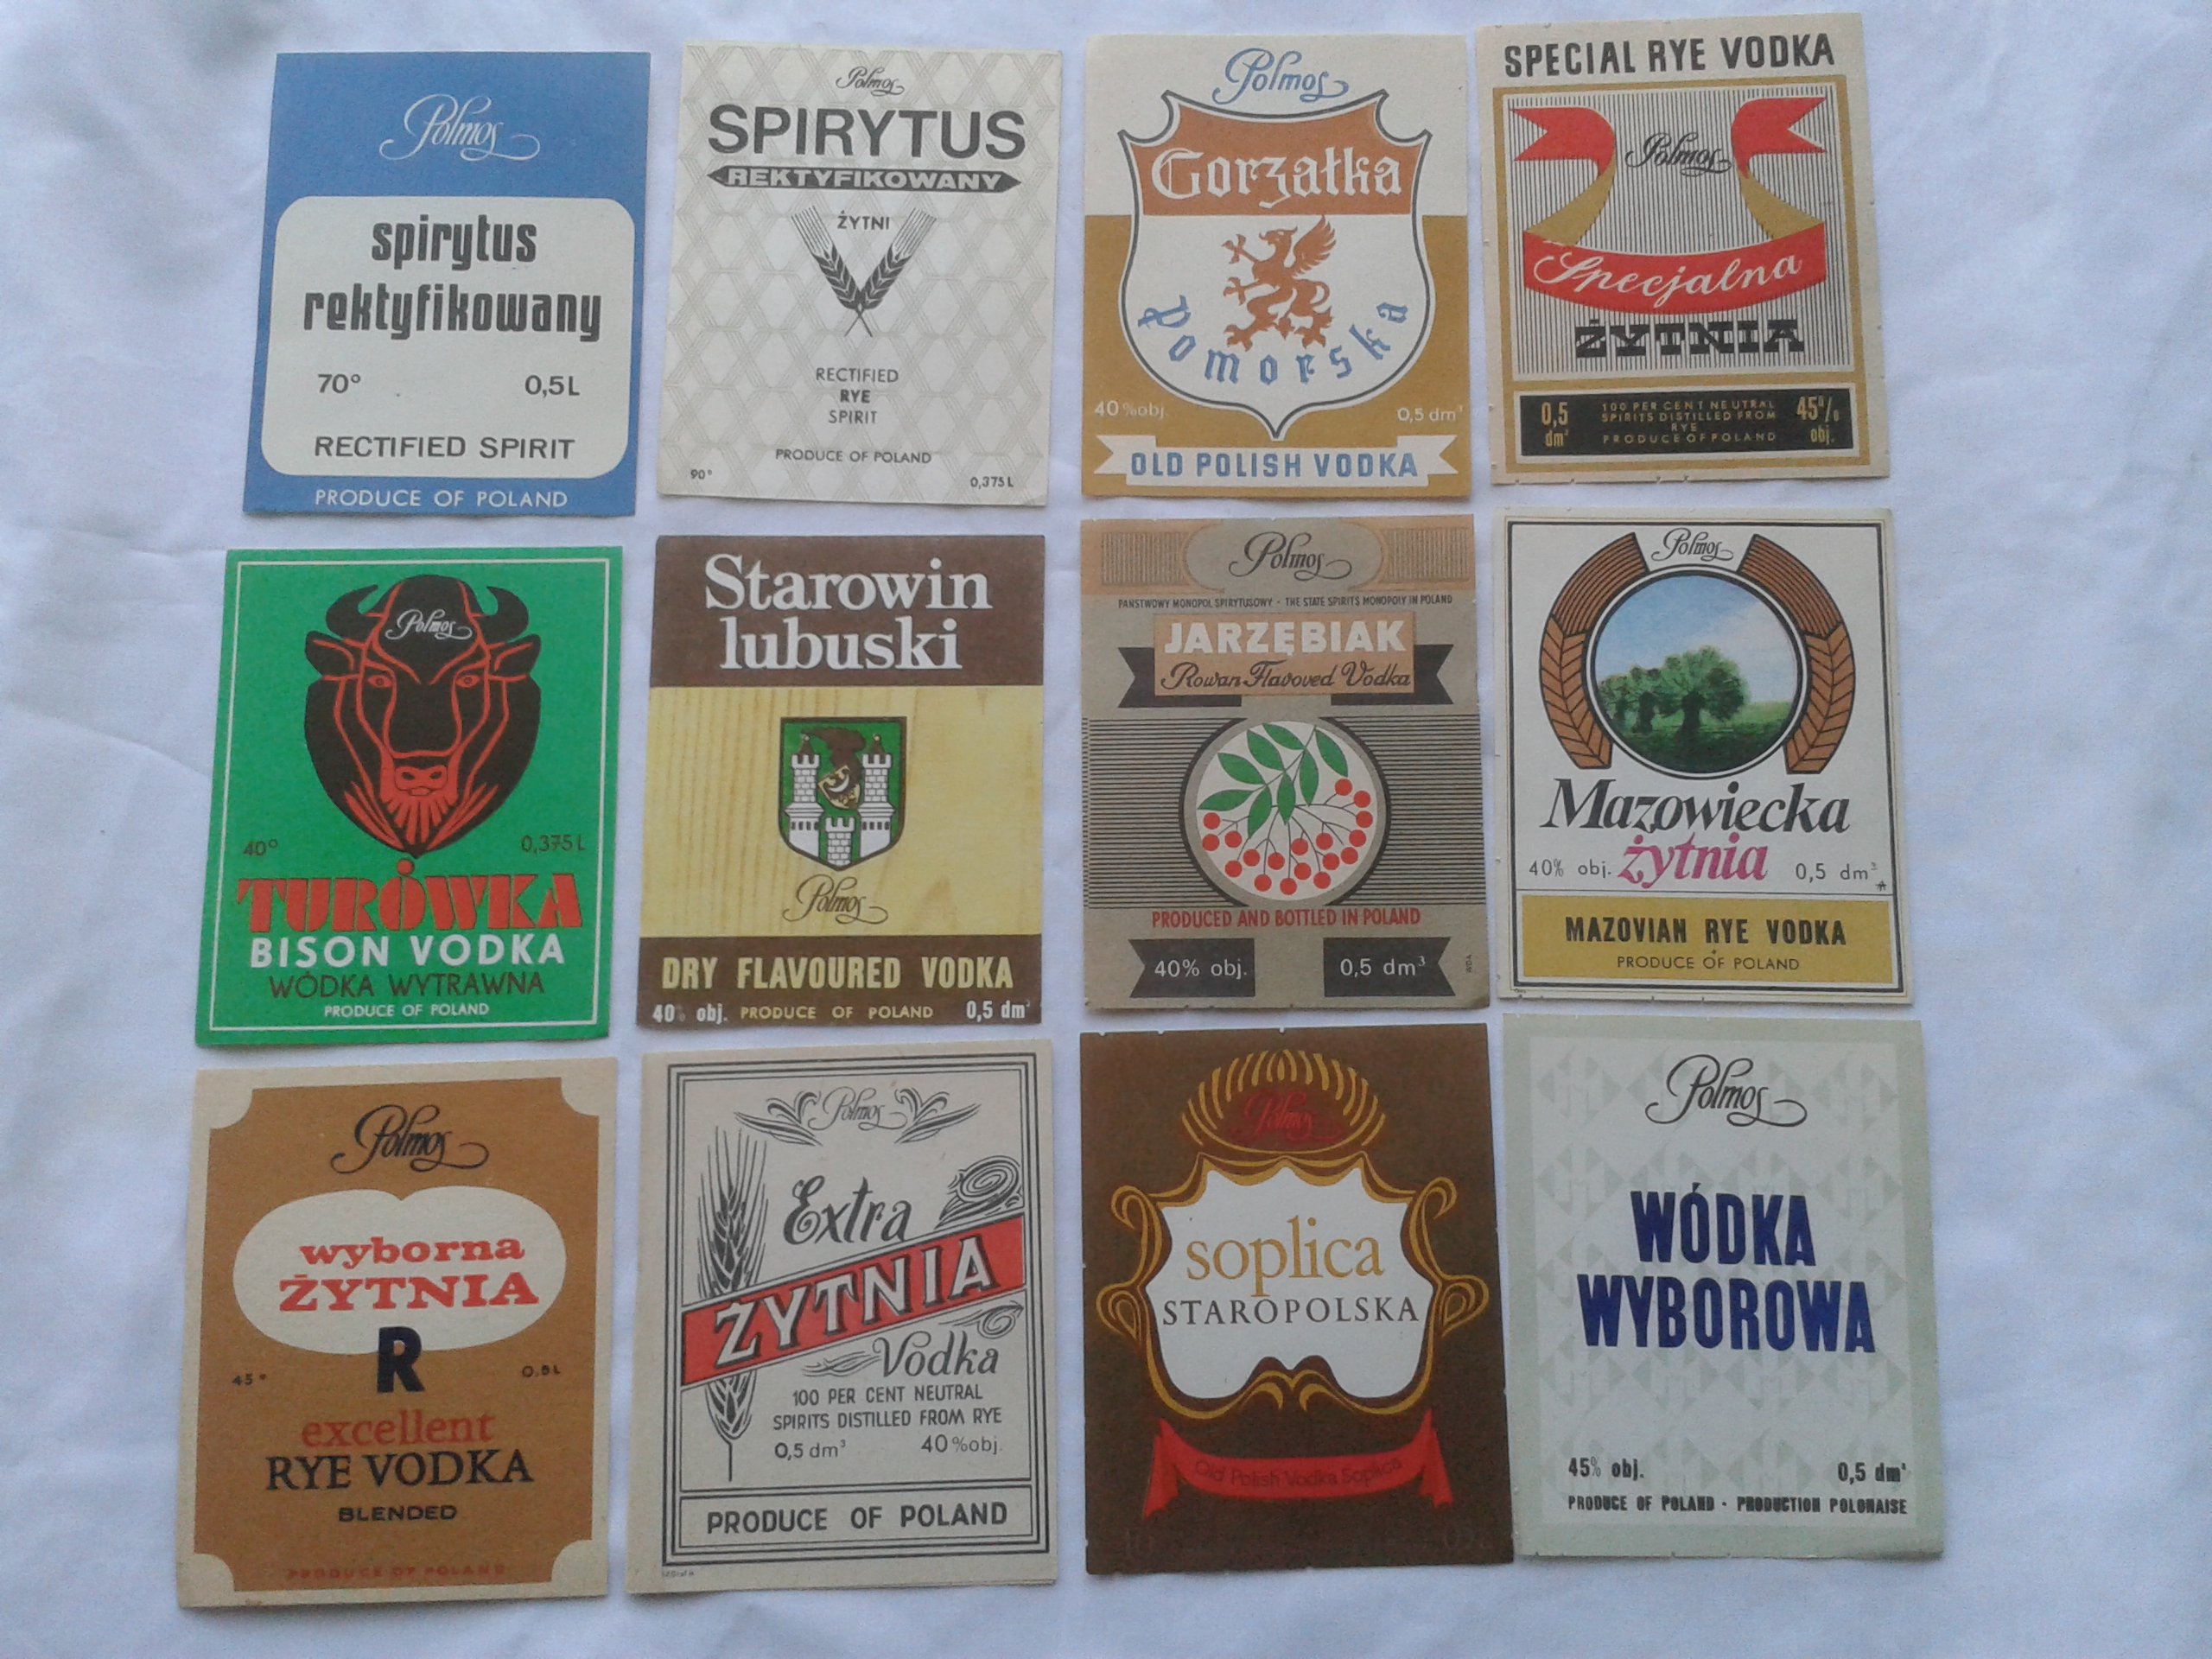 Polmos
spirytus
rektyfikowany
70° 0,5L
RECTIFIED SPIRIT
PRODUCE OF POLAND
Polmos
SPIRYTUS
REKTYFIKOWANY
ŻYTNI
RECTIFIED
RYE
SPIRIT
PRODUCE OF POLAND
90° 0,375L
Polmos
Gorzałka
Pomorska
40%obj. 0,5 dm³
OLD POLISH VODKA
SPECIAL RYE VODKA
Polmos
Specjalna
ŻYTNIA
0,5 dm³
100 PER CENT NEUTRAL
SPIRITS DISTILLED FROM
RYE
PRODUCE OF POLAND
45% obj.
Polmos
40° 0,375L
TURÓWKA
BISON VODKA
WÓDKA WYTRAWNA
PRODUCE OF POLAND
Starowin
lubuski
Polmos
DRY FLAVOURED VODKA
40% obj. PRODUCE OF POLAND 0,5 dm³
Polmos
PAŃSTWOWY MONOPOL SPIRYTUSOWY - THE STATE SPIRITS MONOPOLY IN POLAND
JARZĘBIAK
Rowan Flavoved Vodka
PRODUCED AND BOTTLED IN POLAND
40% obj. 0,5 dm³
WDA
Polmos
Mazowiecka
żytnia
40% obj. 0,5 dm³
MAZOVIAN RYE VODKA
PRODUCE OF POLAND
Polmos
wyborna
ŻYTNIA
R
45° 0.5L
excellent
RYE VODKA
BLENDED
PRODUCE OF POLAND
Polmos
Extra
ŻYTNIA
Vodka
100 PER CENT NEUTRAL
SPIRITS DISTILLED FROM RYE
0,5 dm³ 40%obj.
PRODUCE OF POLAND
Polmos
soplica
STAROPOLSKA
Old Polish Vodka Soplica
Polmos
WÓDKA
WYBOROWA
45% obj. 0,5 dm³
PRODUCE OF POLAND · PRODUCTION POLONAISE